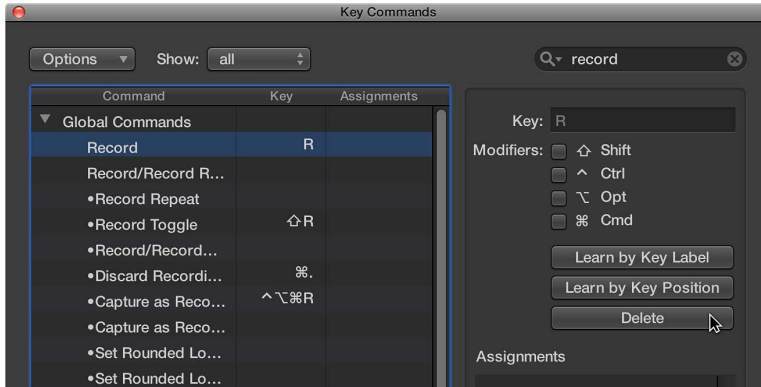 Key Commands
Options Show: all record
Command Key Assignments
Global Commands
Record R
Record/Record R...
•Record Repeat
•Record Toggle ⇧R
•Record/Record...
•Discard Recordi... ⌘.
•Capture as Reco... ^⌥⌘R
•Capture as Reco...
•Set Rounded Lo...
•Set Rounded Lo...
Key: R
Modifiers: ⇧ Shift
^ Ctrl
⌥ Opt
⌘ Cmd
Learn by Key Label
Learn by Key Position
Delete
Assignments